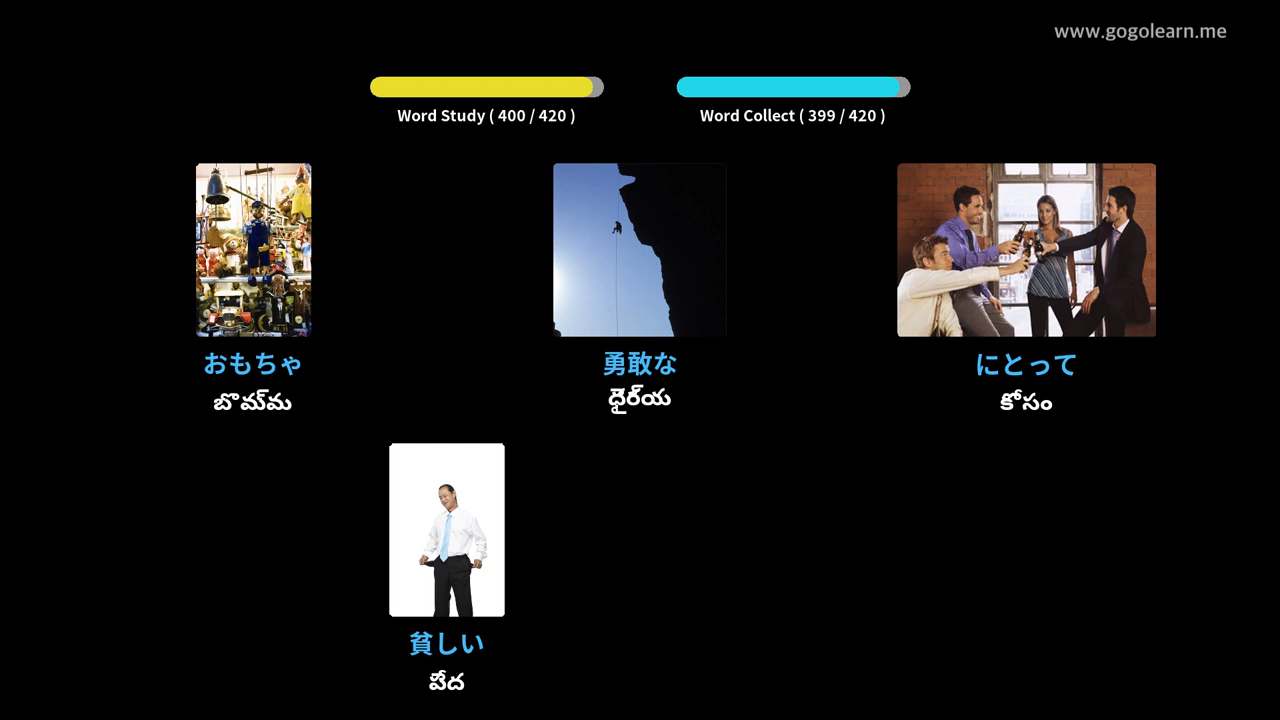 www.gogolearn.me
Word Study ( 400 / 420 )
Word Collect ( 399 / 420 )
おもちゃ
బొమ్మ
勇敢な
ధైర్య
にとって
కోసం
貧しい
పేద